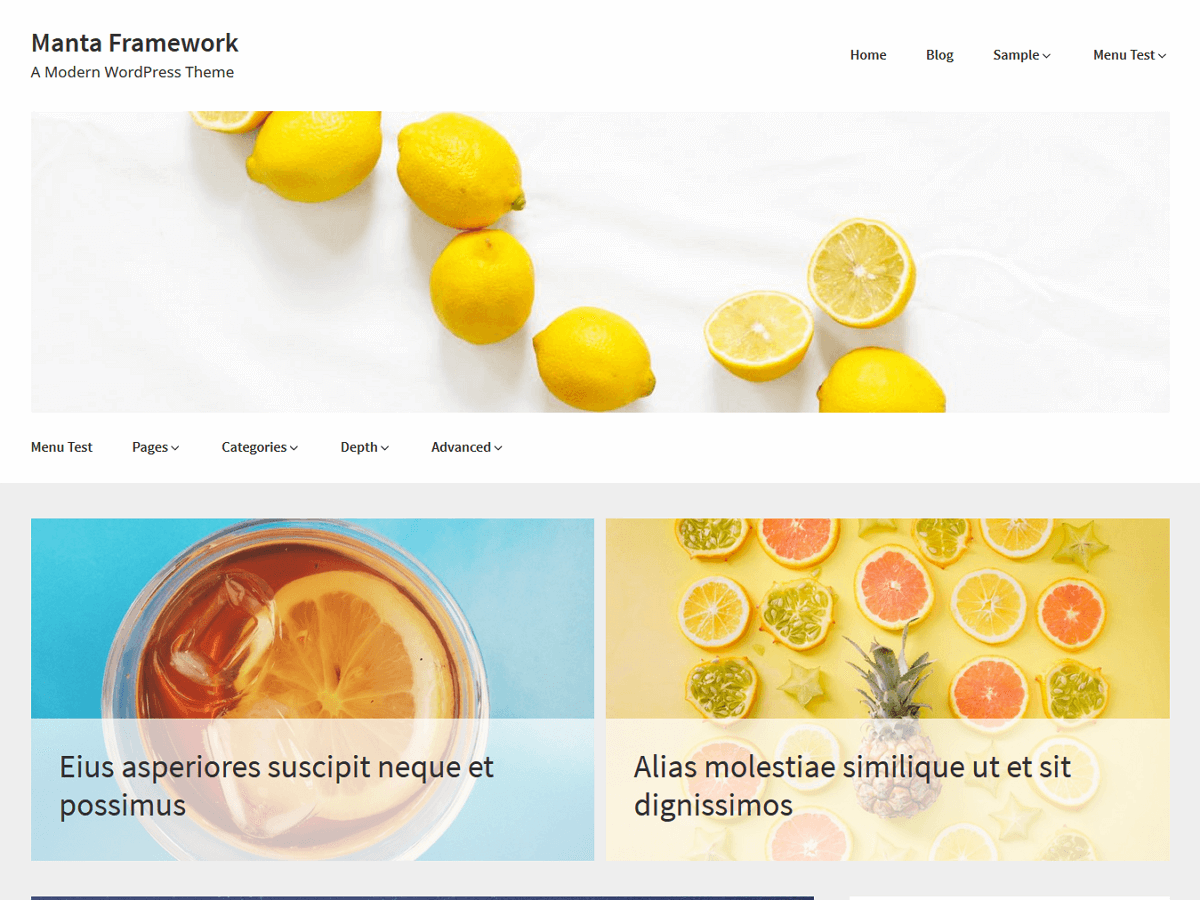 Manta Framework
A Modern WordPress Theme
Home Blog Sample Menu Test
Menu Test Pages Categories Depth Advanced
Eius asperiores suscipit neque et
possimus
Alias molestiae similique ut et sit
dignissimos